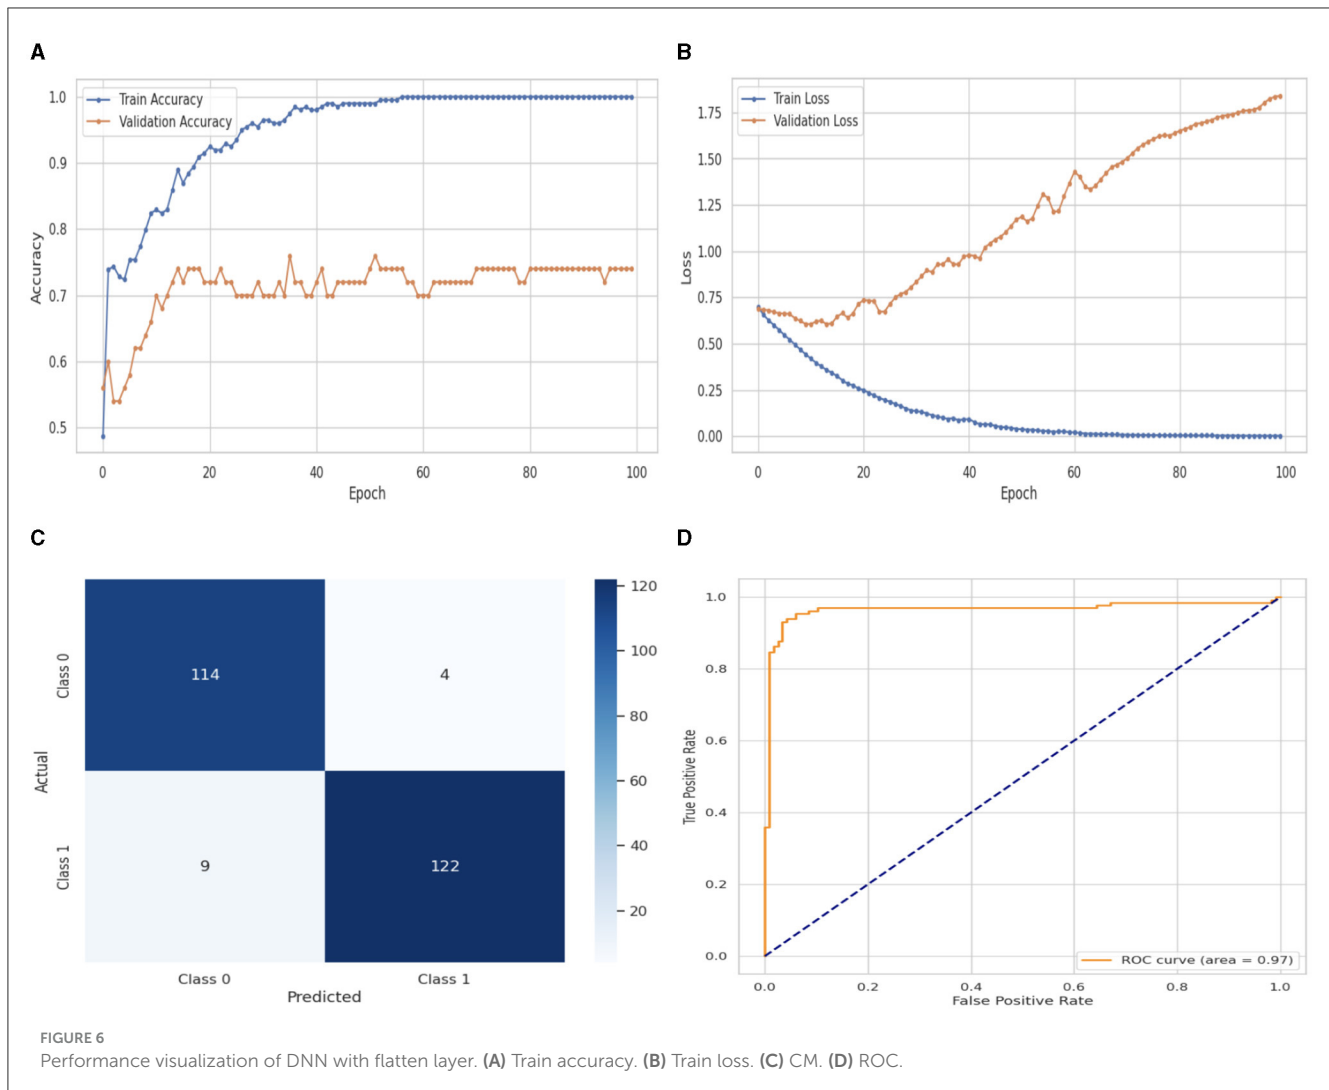 A
Train Accuracy
Validation Accuracy
1.0
0.9
0.8
0.7
0.6
0.5
Accuracy
0
20
40
60
80
100
Epoch
B
Train Loss
Validation Loss
1.75
1.50
1.25
1.00
0.75
0.50
0.25
0.00
Loss
0
20
40
60
80
100
Epoch
C
Class 0
Class 1
Actual
114
4
9
122
Class 0
Class 1
Predicted
120
100
80
60
40
20
D
1.0
0.8
0.6
0.4
0.2
0.0
True Positive Rate
ROC curve (area = 0.97)
0.0
0.2
0.4
0.6
0.8
1.0
False Positive Rate
FIGURE 6
Performance visualization of DNN with flatten layer. (A) Train accuracy. (B) Train loss. (C) CM. (D) ROC.